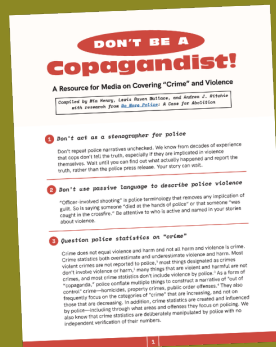 DON'T BE A
Copagandist!
A Resource for Media on Covering “Crime” and Violence
Compiled by Mia Henry, Lewis Raven Wallace, and Andrea J. Ritchie
with research from No More Police: A Case for Abolition
1 Don't act as a stenographer for police
Don't repeat police narratives unchecked. We know from decades of experience
that cops don't tell the truth, especially if they are implicated in violence
themselves. Wait until you can find out what actually happened and report the
truth, rather than the police press release. Your story can wait.
2 Don't use passive language to describe police violence
“Officer-involved shooting” is police terminology that removes any implication of
guilt. So is saying someone “died at the hands of police” or that someone “was
caught in the crossfire.” Be attentive to who is active and named in your stories
about violence.
3 Question police statistics on “crime”
Crime does not equal violence and harm and not all harm and violence is crime.
Crime statistics both overestimate and underestimate violence and harm. Most
violent crimes are not reported to police, most things designated as crimes
don't involve violence or harm, many things that are violent and harmful are not
crimes, and most crime statistics don't include violence by police. As a form of
“copaganda,” police conflate multiple things to construct a narrative of “out of
control” crime—homicides, property crimes, public order offenses. They also
frequently focus on the categories of “crime” that are increasing, and not on
those that are decreasing. In addition, crime statistics are created and influenced
by police—including through what areas and offenses they focus on policing. We
also know that crime statistics are deliberately manipulated by police with no
independent verification of their numbers.
1